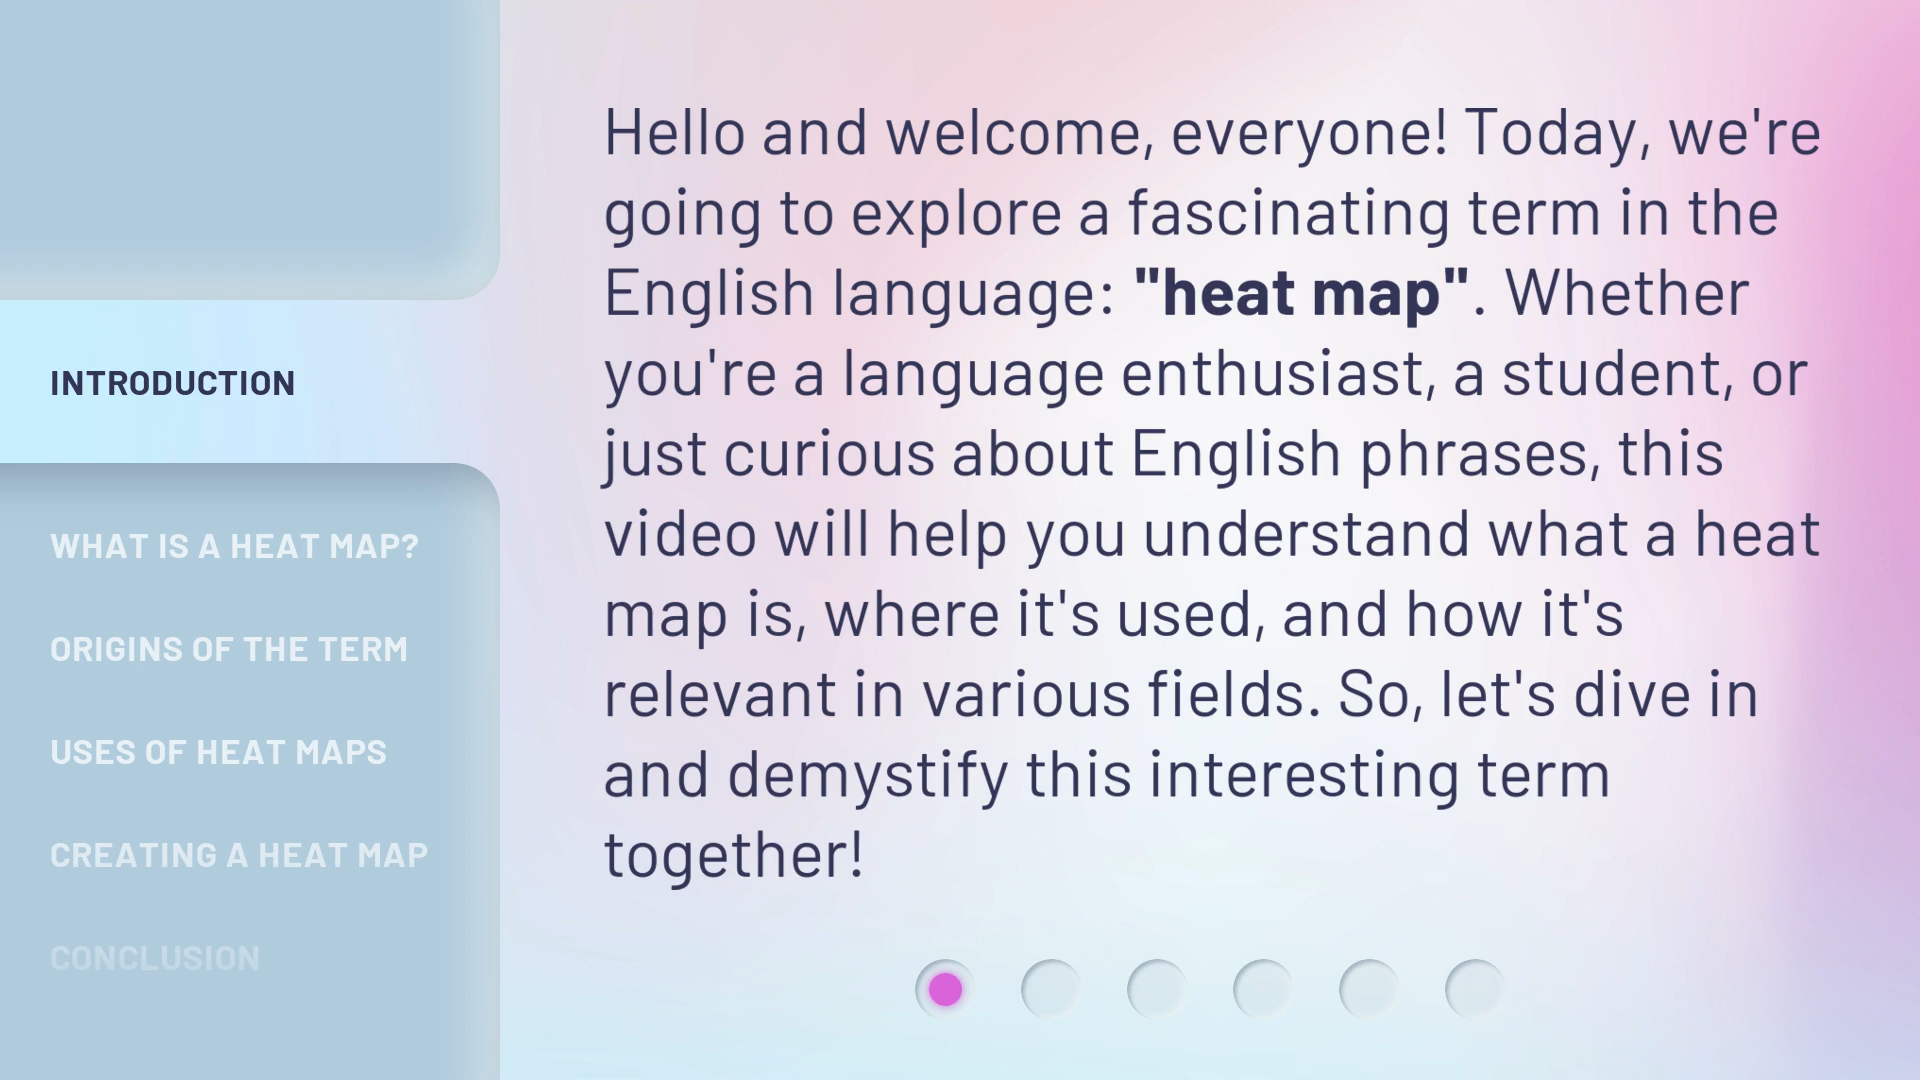 INTRODUCTION
WHAT IS A HEAT MAP?
ORIGINS OF THE TERM
USES OF HEAT MAPS
CREATING A HEAT MAP
CONCLUSION
Hello and welcome, everyone! Today, we're
going to explore a fascinating term in the
English language: "heat map". Whether
you're a language enthusiast, a student, or
just curious about English phrases, this
video will help you understand what a heat
map is, where it's used, and how it's
relevant in various fields. So, let's dive in
and demystify this interesting term
together!